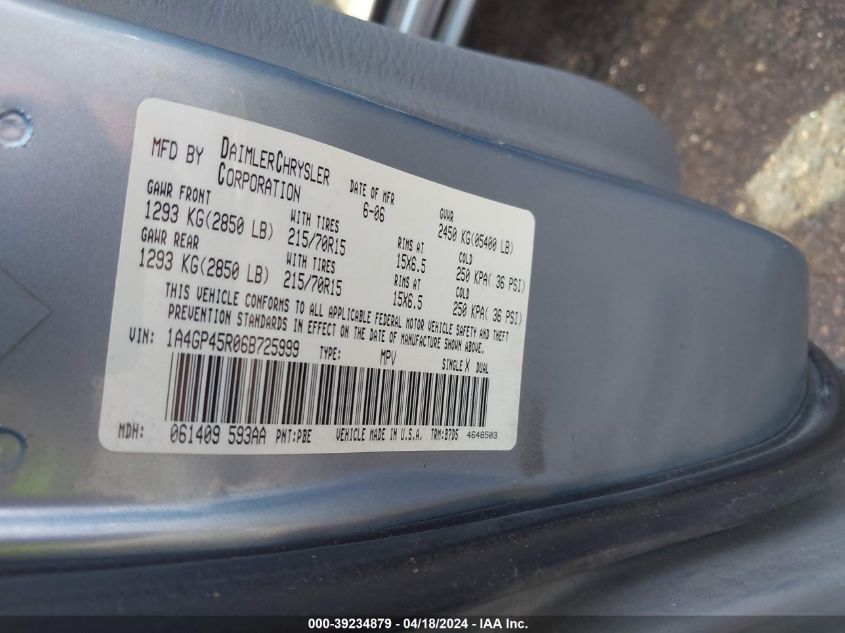 MFD BY DAIMLERCHRYSLER CORPORATION
DATE OF MFR 6-06
GVWR 2450 KG(05400 LB)
GAWR FRONT 1293 KG(2850 LB)
WITH TIRES 215/70R15
RIMS AT 15X6.5
COLD 250 KPA( 36 PSI)
GAWR REAR 1293 KG(2850 LB)
WITH TIRES 215/70R15
RIMS AT 15X6.5
COLD 250 KPA( 36 PSI)
THIS VEHICLE CONFORMS TO ALL APPLICABLE FEDERAL MOTOR VEHICLE SAFETY AND THEFT
PREVENTION STANDARDS IN EFFECT ON THE DATE OF MANUFACTURE SHOWN ABOVE.
VIN: 1A4GP45R06B725999 TYPE: MPV SINGLE X DUAL
MDH: 061409 593AA PNT:PBE VEHICLE MADE IN U.S.A. TRM:B7D5 4648503
000-39234879 - 04/18/2024 - IAA Inc.